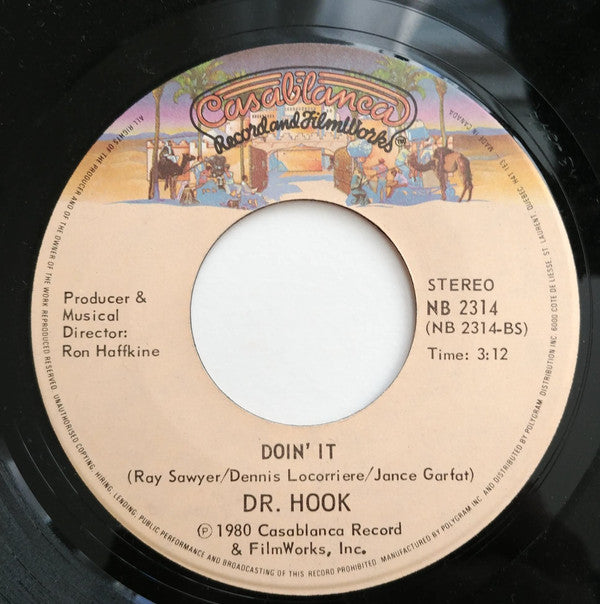 Casablanca
Record and FilmWorks
STEREO
NB 2314
(NB 2314-BS)
Time: 3:12
Producer &
Musical
Director:
Ron Haffkine
DOIN' IT
(Ray Sawyer/Dennis Locorriere/Jance Garfat)
DR. HOOK
Ⓟ 1980 Casablanca Record
& FilmWorks, Inc.
ALL RIGHTS OF THE PRODUCER AND OF THE OWNER OF THE WORK REPRODUCED RESERVED. UNAUTHORISED COPYING, HIRING, LENDING, PUBLIC PERFORMANCE AND BROADCASTING OF THIS RECORD PROHIBITED. MANUFACTURED BY POLYGRAM INC. AND DISTRIBUTED BY POLYGRAM DISTRIBUTION INC. 6000 COTE DE LIESSE, ST. LAURENT, QUEBEC H4T 1E3 MADE IN CANADA